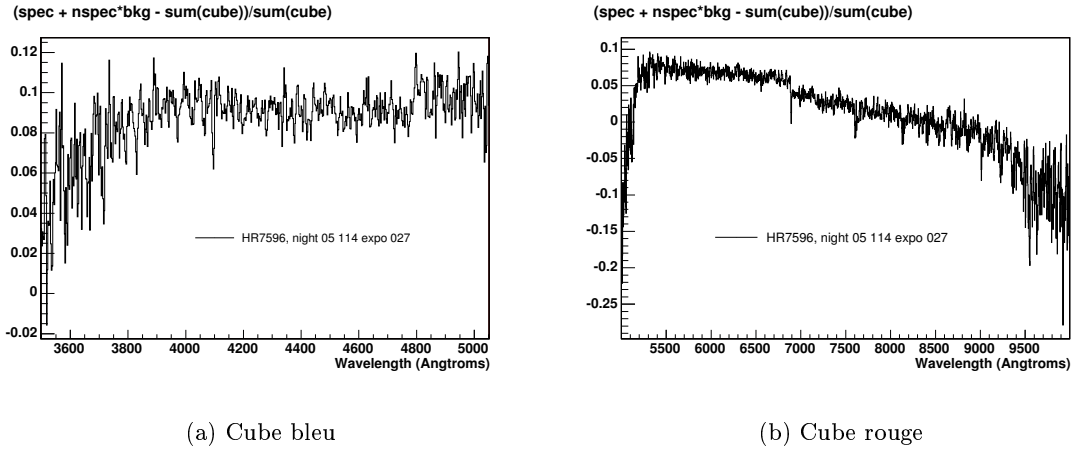 (spec + nspec*bkg - sum(cube))/sum(cube)
0.12
0.1
0.08
0.06
0.04
0.02
0
-0.02
HR7596, night 05 114 expo 027
3600 3800 4000 4200 4400 4600 4800 5000
Wavelength (Angtroms)
(a) Cube bleu
(spec + nspec*bkg - sum(cube))/sum(cube)
0.1
0.05
0
-0.05
-0.1
-0.15
-0.2
-0.25
HR7596, night 05 114 expo 027
5500 6000 6500 7000 7500 8000 8500 9000 9500
Wavelength (Angtroms)
(b) Cube rouge